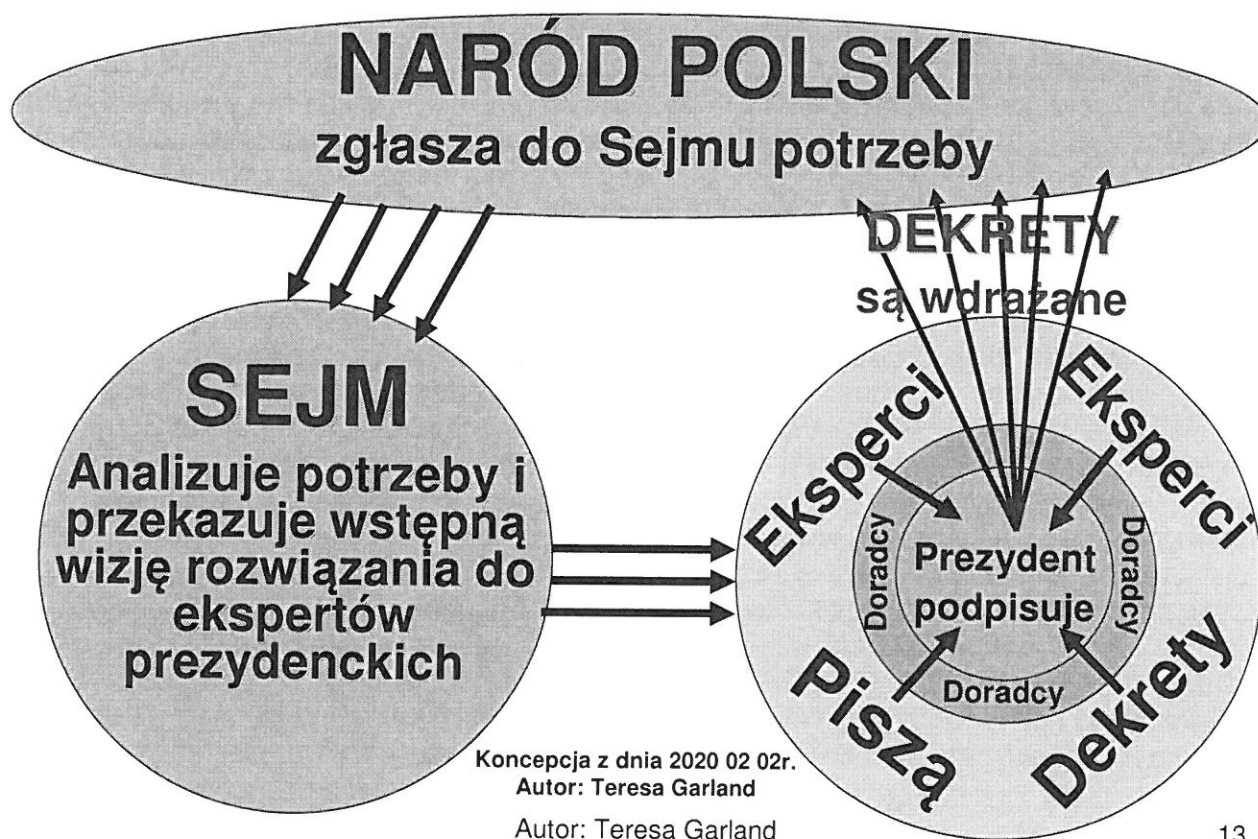 NARÓD POLSKI
zgłasza do Sejmu potrzeby
DEKRETY
są wdrażane
SEJM
Analizuje potrzeby i
przekazuje wstępną
wizję rozwiązania do
ekspertów
prezydenckich
Eksperci
Eksperci
Doradcy
Prezydent
podpisuje
Doradcy
Doradcy
Piszą
Dekrety
Koncepcja z dnia 2020 02 02r.
Autor: Teresa Garland
Autor: Teresa Garland
13